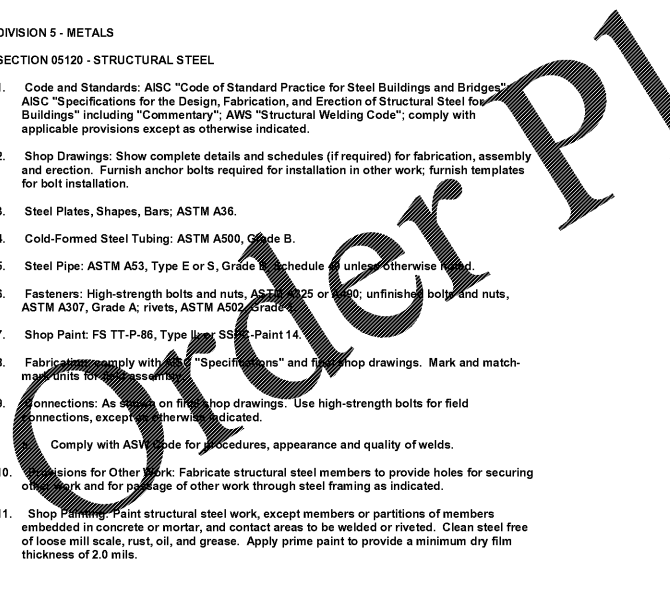 DIVISION 5 - METALS
SECTION 05120 - STRUCTURAL STEEL
1. Code and Standards: AISC "Code of Standard Practice for Steel Buildings and Bridges",
AISC "Specifications for the Design, Fabrication, and Erection of Structural Steel for
Buildings" including "Commentary"; AWS "Structural Welding Code"; comply with
applicable provisions except as otherwise indicated.
2. Shop Drawings: Show complete details and schedules (if required) for fabrication, assembly
and erection. Furnish anchor bolts required for installation in other work; furnish templates
for bolt installation.
3. Steel Plates, Shapes, Bars; ASTM A36.
4. Cold-Formed Steel Tubing: ASTM A500, Grade B.
5. Steel Pipe: ASTM A53, Type E or S, Grade Schedule unless otherwise noted.
6. Fasteners: High-strength bolts and nuts, ASTM A325 or A490; unfinished bolts and nuts,
ASTM A307, Grade A; rivets, ASTM A502, Grade
7. Shop Paint: FS TT-P-86, Type II; or SSPC-Paint 14.
8. Fabrication: comply with AISC "Specifications" and final shop drawings. Mark and match-
mark units for field assembly.
9. Connections: As shown on final shop drawings. Use high-strength bolts for field
connections, except as otherwise indicated.
Comply with ASW Code for procedures, appearance and quality of welds.
10. Provisions for Other Work: Fabricate structural steel members to provide holes for securing
other work and for passage of other work through steel framing as indicated.
11. Shop Painting: Paint structural steel work, except members or partitions of members
embedded in concrete or mortar, and contact areas to be welded or riveted. Clean steel free
of loose mill scale, rust, oil, and grease. Apply prime paint to provide a minimum dry film
thickness of 2.0 mils.
Order Pl